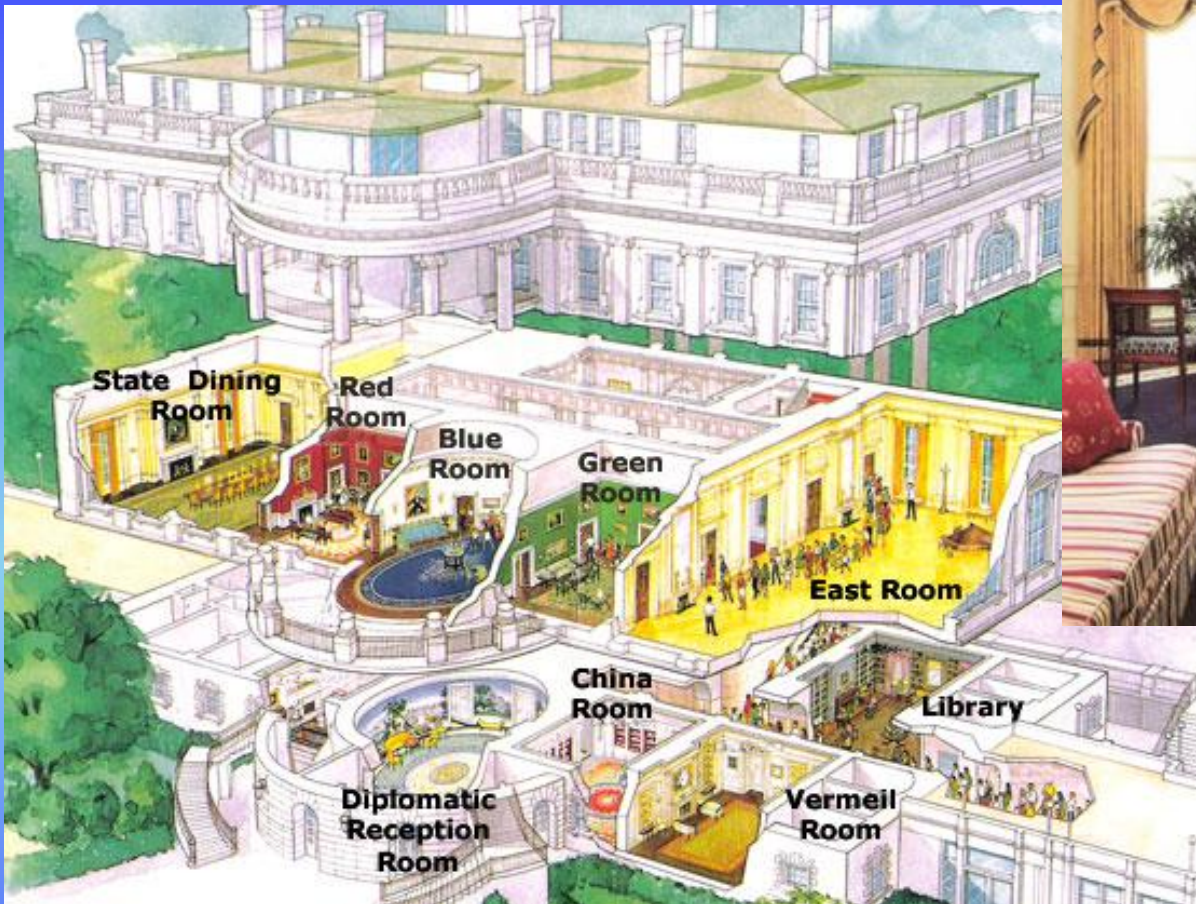 State Dining
Room
Red
Room
Blue
Room
Green
Room
East Room
China
Room
Library
Diplomatic
Reception
Room
Vermeil
Room